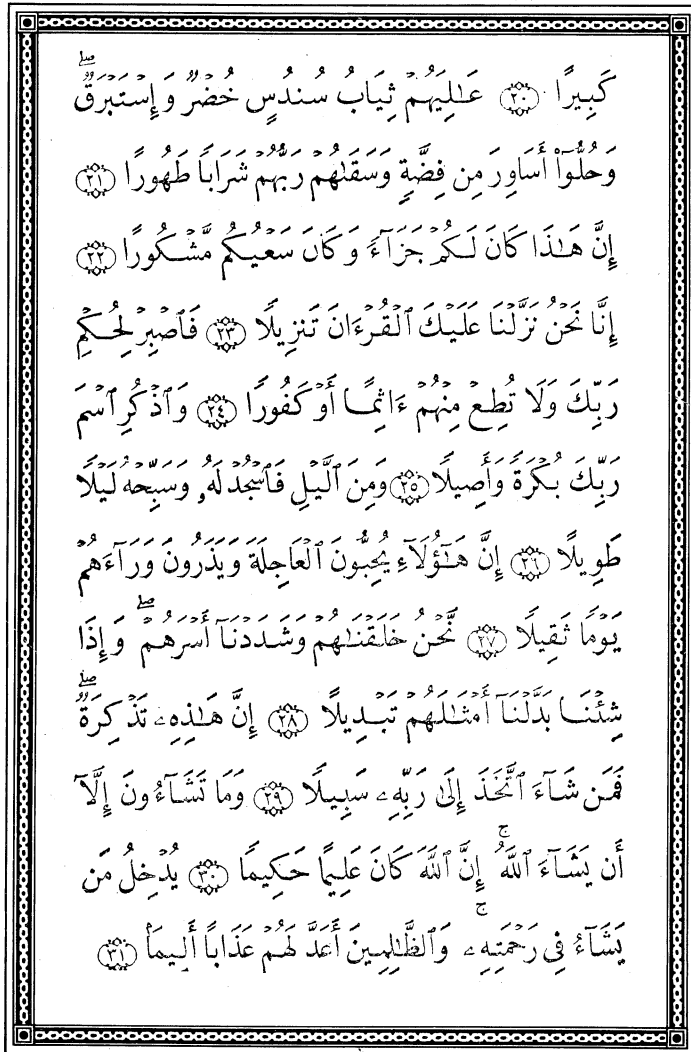 كَبِيرًا ٢٠ عَـٰلِيَهُمْ ثِيَابُ سُندُسٍ خُضْرٌ وَإِسْتَبْرَقٌ ۖ
وَحُلُّوٓا۟ أَسَاوِرَ مِن فِضَّةٍ وَسَقَىٰهُمْ رَبُّهُمْ شَرَابًا طَهُورًا ٢١
إِنَّ هَـٰذَا كَانَ لَكُمْ جَزَآءً وَكَانَ سَعْيُكُم مَّشْكُورًا ٢٢
إِنَّا نَحْنُ نَزَّلْنَا عَلَيْكَ ٱلْقُرْءَانَ تَنزِيلًا ٢٣ فَٱصْبِرْ لِحُكْمِ
رَبِّكَ وَلَا تُطِعْ مِنْهُمْ ءَاثِمًا أَوْ كَفُورًا ٢٤ وَٱذْكُرِ ٱسْمَ
رَبِّكَ بُكْرَةً وَأَصِيلًا ٢٥ وَمِنَ ٱلَّيْلِ فَٱسْجُدْ لَهُۥ وَسَبِّحْهُ لَيْلًا
طَوِيلًا ٢٦ إِنَّ هَـٰٓؤُلَآءِ يُحِبُّونَ ٱلْعَاجِلَةَ وَيَذَرُونَ وَرَآءَهُمْ
يَوْمًا ثَقِيلًا ٢٧ نَّحْنُ خَلَقْنَـٰهُمْ وَشَدَدْنَآ أَسْرَهُمْ ۖ وَإِذَا
شِئْنَا بَدَّلْنَآ أَمْثَـٰلَهُمْ تَبْدِيلًا ٢٨ إِنَّ هَـٰذِهِۦ تَذْكِرَةٌ ۖ
فَمَن شَآءَ ٱتَّخَذَ إِلَىٰ رَبِّهِۦ سَبِيلًا ٢٩ وَمَا تَشَآءُونَ إِلَّآ
أَن يَشَآءَ ٱللَّهُ ۚ إِنَّ ٱللَّهَ كَانَ عَلِيمًا حَكِيمًا ٣٠ يُدْخِلُ مَن
يَشَآءُ فِى رَحْمَتِهِۦ ۚ وَٱلظَّـٰلِمِينَ أَعَدَّ لَهُمْ عَذَابًا أَلِيمًۢا ٣١